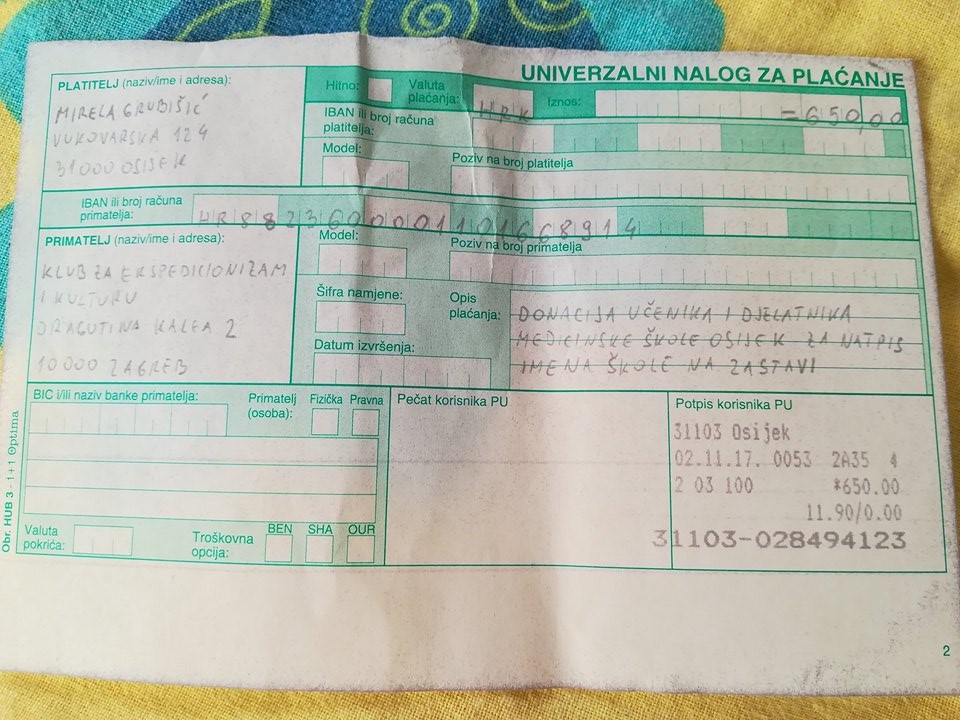 UNIVERZALNI NALOG ZA PLAĆANJE
PLATITELJ (naziv/ime i adresa):
MIRELA GRUBIŠIĆ
VUKOVARSKA 124
31000 OSIJEK
Hitno:
Valuta plaćanja:
HRK
Iznos:
=650,00
IBAN ili broj računa platitelja:
Model:
Poziv na broj platitelja
IBAN ili broj računa primatelja:
HR8823600001101668914
PRIMATELJ (naziv/ime i adresa):
KLUB ZA EKSPEDICIONIZAM
I KULTURU
DRAGUTINA KALEA 2
10000 ZAGREB
Model:
Poziv na broj primatelja
Šifra namjene:
Opis plaćanja:
DONACIJA UČENIKA I DJELATNIKA
MEDICINSKE ŠKOLE OSIJEK ZA NATPIS
IMENA ŠKOLE NA ZASTAVI
Datum izvršenja:
BIC i/ili naziv banke primatelja:
Primatelj (osoba):
Fizička
Pravna
Valuta pokrića:
Troškovna opcija:
BEN
SHA
OUR
Pečat korisnika PU
Potpis korisnika PU
31103 Osijek
02.11.17. 0053 2A35 4
2 03 100 *650.00
11.90/0.00
31103-028494123
Obr. HUB 3 - 1+1 Optima
2